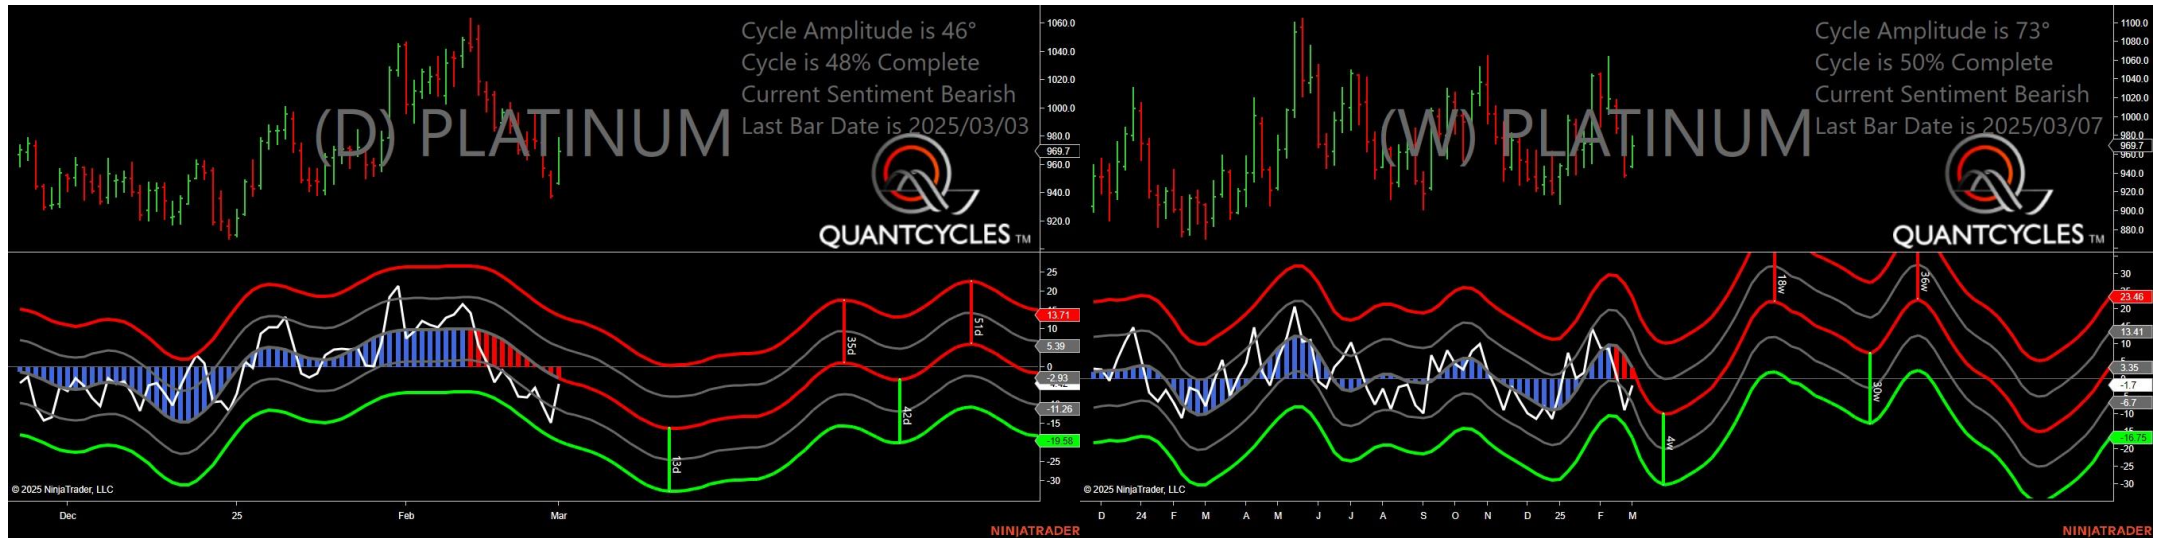 Cycle Amplitude is 46°
Cycle is 48% Complete
Current Sentiment Bearish
Last Bar Date is 2025/03/03
(D) PLATINUM
QUANTCYCLES TM
1060.0
1040.0
1020.0
1000.0
980.0
969.7
960.0
940.0
920.0
25
20
13.71
10
5.39
0
-2.93
-11.26
-15
-19.58
-25
-30
35d
51d
42d
13d
© 2025 NinjaTrader, LLC
Dec 25 Feb Mar
NINJATRADER
Cycle Amplitude is 73°
Cycle is 50% Complete
Current Sentiment Bearish
Last Bar Date is 2025/03/07
(W) PLATINUM
QUANTCYCLES TM
1100.0
1080.0
1060.0
1040.0
1020.0
1000.0
980.0
969.7
960.0
940.0
920.0
900.0
880.0
30
23.46
20
13.41
10
3.35
-1.7
-6.7
-10
-16.75
-20
-25
-30
18w
36w
30w
4w
© 2025 NinjaTrader, LLC
D 24 F M A M J J A S O N D 25 F M
NINJATRADER